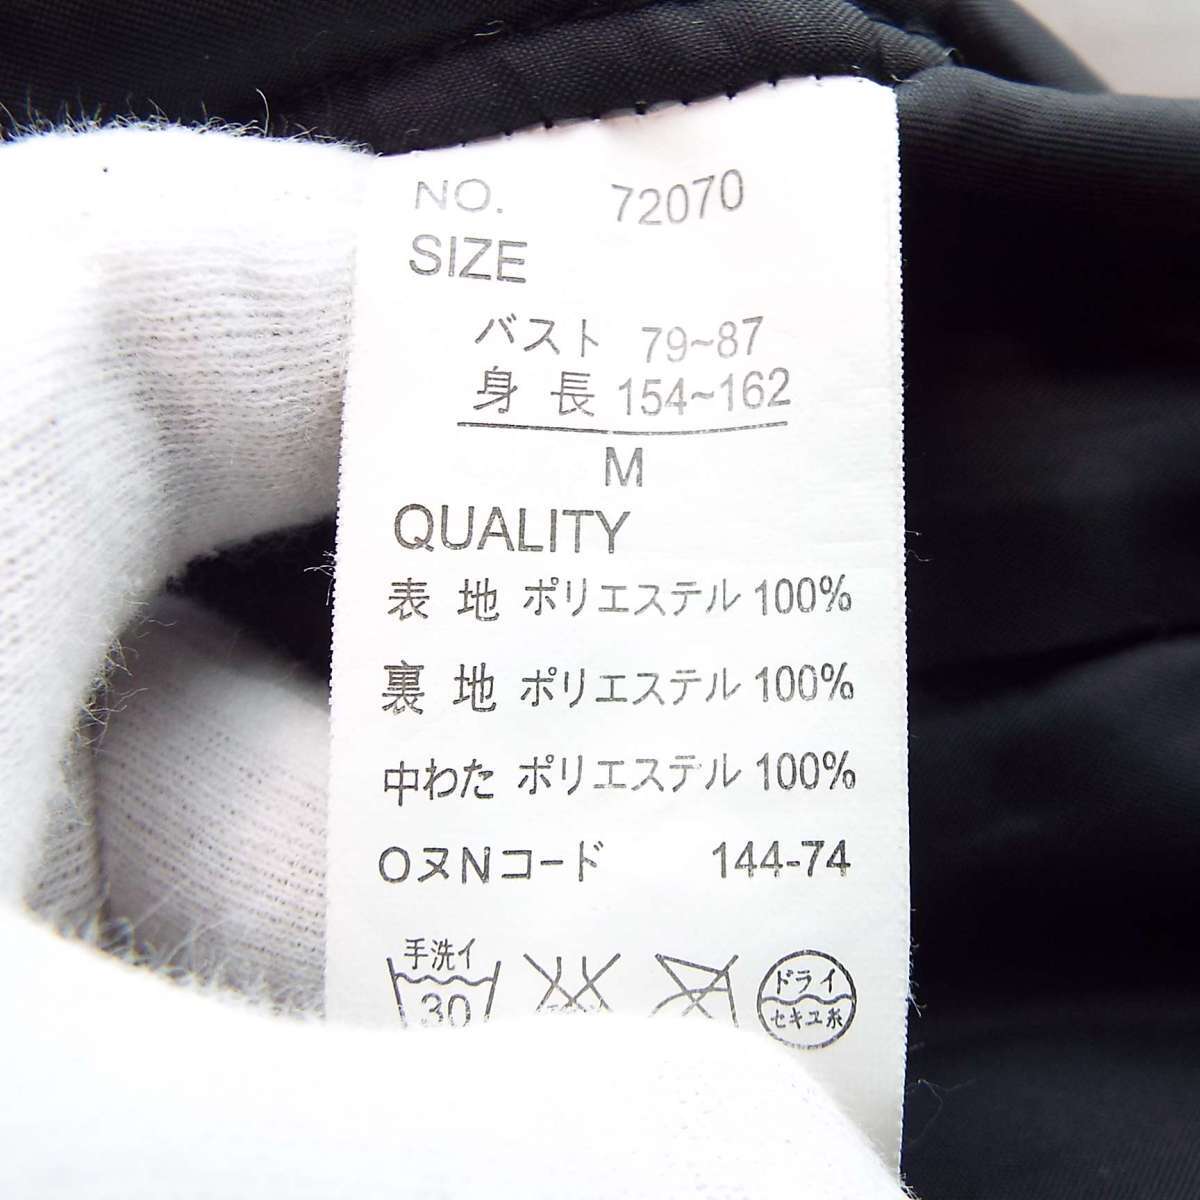 NO. 72070
SIZE
バスト 79~87
身長 154~162
M
QUALITY
表地 ポリエステル 100%
裏地 ポリエステル 100%
中わた ポリエステル 100%
OヌNコード 144-74
手洗イ
30
ドライ
セキユ糸